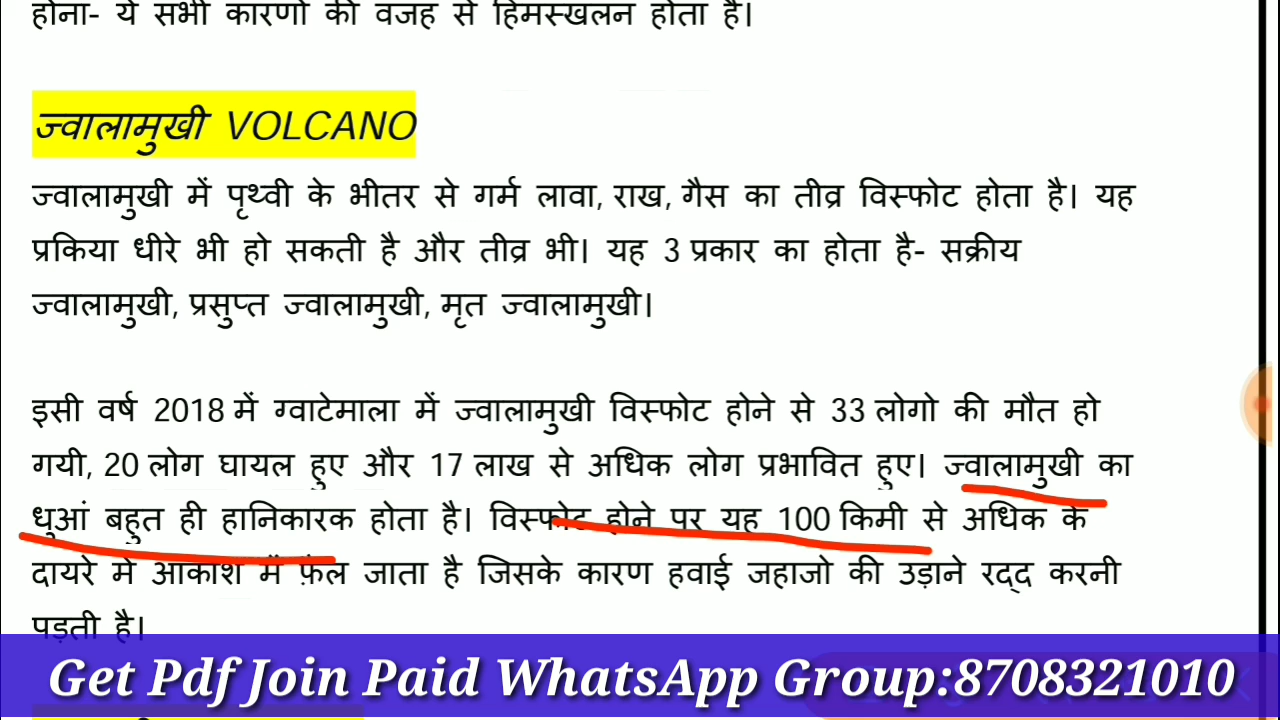 होना- ये सभी कारणों की वजह से हिमस्खलन होता है।
ज्वालामुखी VOLCANO
ज्वालामुखी में पृथ्वी के भीतर से गर्म लावा, राख, गैस का तीव्र विस्फोट होता है। यह
प्रकिया धीरे भी हो सकती है और तीव्र भी। यह 3 प्रकार का होता है- सक्रीय
ज्वालामुखी, प्रसुप्त ज्वालामुखी, मृत ज्वालामुखी।
इसी वर्ष 2018 में ग्वाटेमाला में ज्वालामुखी विस्फोट होने से 33 लोगो की मौत हो
गयी, 20 लोग घायल हुए और 17 लाख से अधिक लोग प्रभावित हुए। ज्वालामुखी का
धुआं बहुत ही हानिकारक होता है। विस्फोट होने पर यह 100 किमी से अधिक के
दायरे में आकाश में फ़ैल जाता है जिसके कारण हवाई जहाजो की उड़ाने रद्द करनी
पड़ती है।
Get Pdf Join Paid WhatsApp Group:8708321010